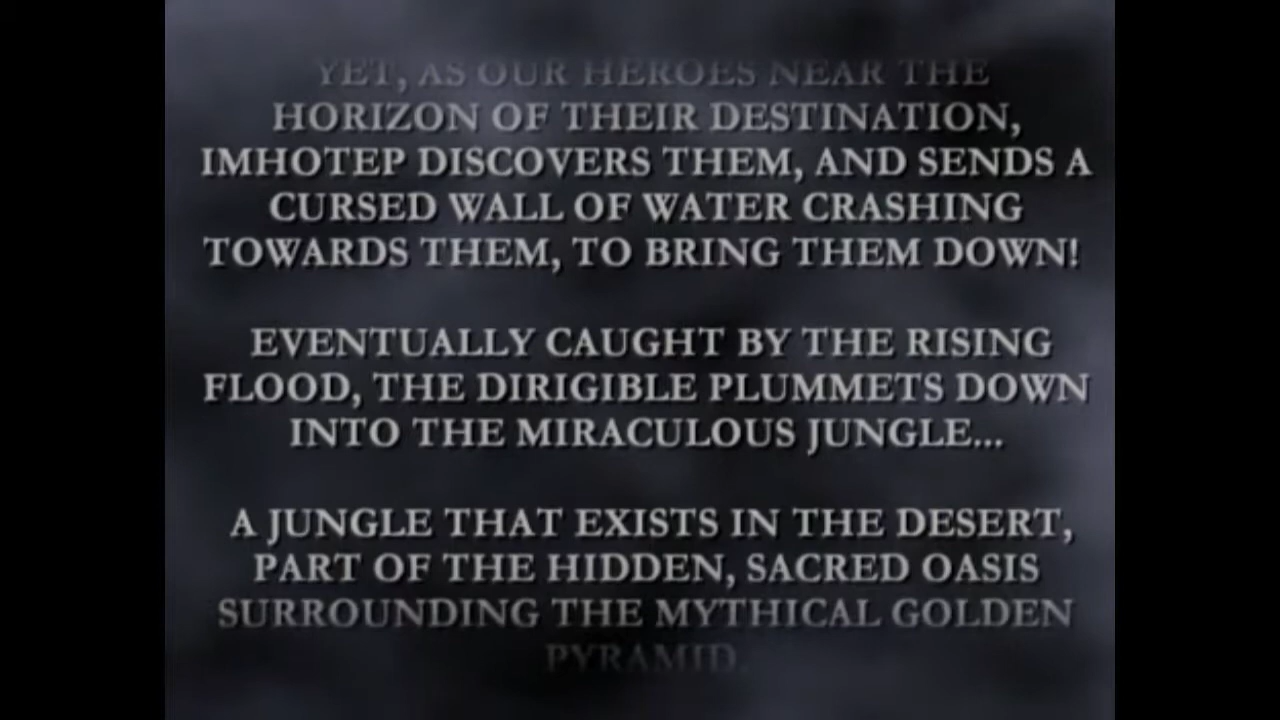 YET, AS OUR HEROES NEAR THE
HORIZON OF THEIR DESTINATION,
IMHOTEP DISCOVERS THEM, AND SENDS A
CURSED WALL OF WATER CRASHING
TOWARDS THEM, TO BRING THEM DOWN!
EVENTUALLY CAUGHT BY THE RISING
FLOOD, THE DIRIGIBLE PLUMMETS DOWN
INTO THE MIRACULOUS JUNGLE...
A JUNGLE THAT EXISTS IN THE DESERT,
PART OF THE HIDDEN, SACRED OASIS
SURROUNDING THE MYTHICAL GOLDEN
PYRAMID.